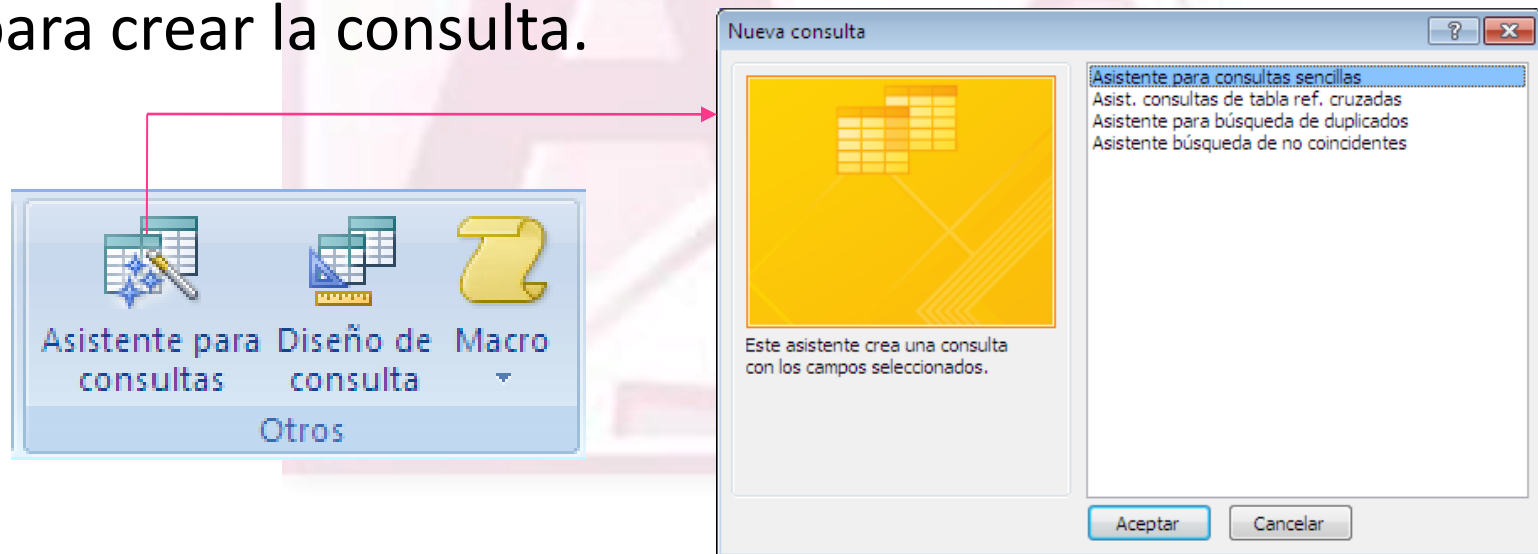 para crear la consulta.
Nueva consulta
Asistente para consultas sencillas
Asist. consultas de tabla ref. cruzadas
Asistente para búsqueda de duplicados
Asistente búsqueda de no coincidentes
Este asistente crea una consulta
con los campos seleccionados.
Aceptar Cancelar
Asistente para Diseño de Macro
consultas consulta
Otros